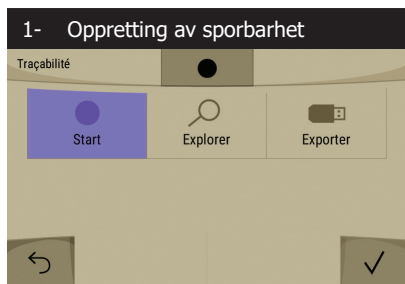 1- Oppretting av sporbarhet
Traçabilité
Start Explorer Exporter